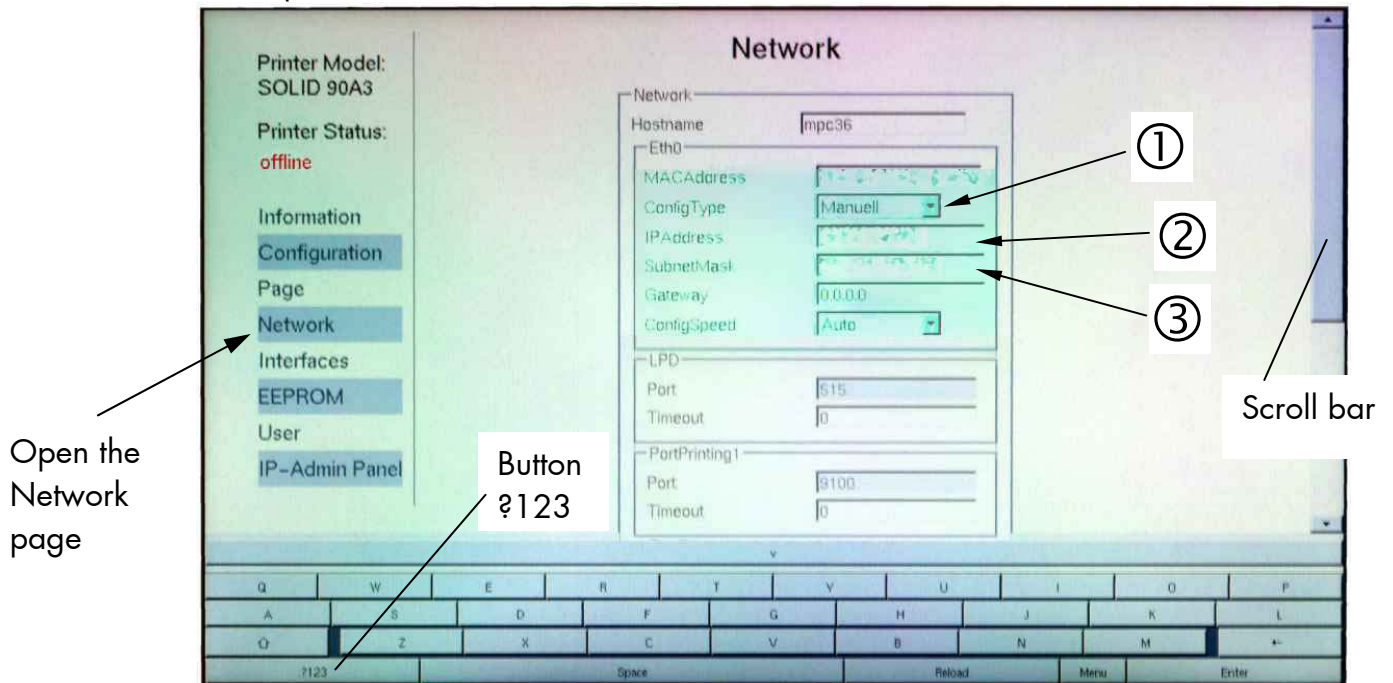 Network
Printer Model:
SOLID 90A3
Printer Status:
offline
Information
Configuration
Page
Network
Interfaces
EEPROM
User
IP-Admin Panel
Network
Hostname mpc36
Eth0
MACAddress
ConfigType Manuell
IPAddress
SubnetMask
Gateway 0.0.0.0
ConfigSpeed Auto
LPD
Port 515
Timeout 0
PortPrinting1
Port 9100
Timeout 0
①
②
③
Scroll bar
Open the
Network
page
Button
?123
v
Q W E R T Y U I O P
A S D F G H J K L
Z X C V B N M
.?123 Space Reload Menu Enter